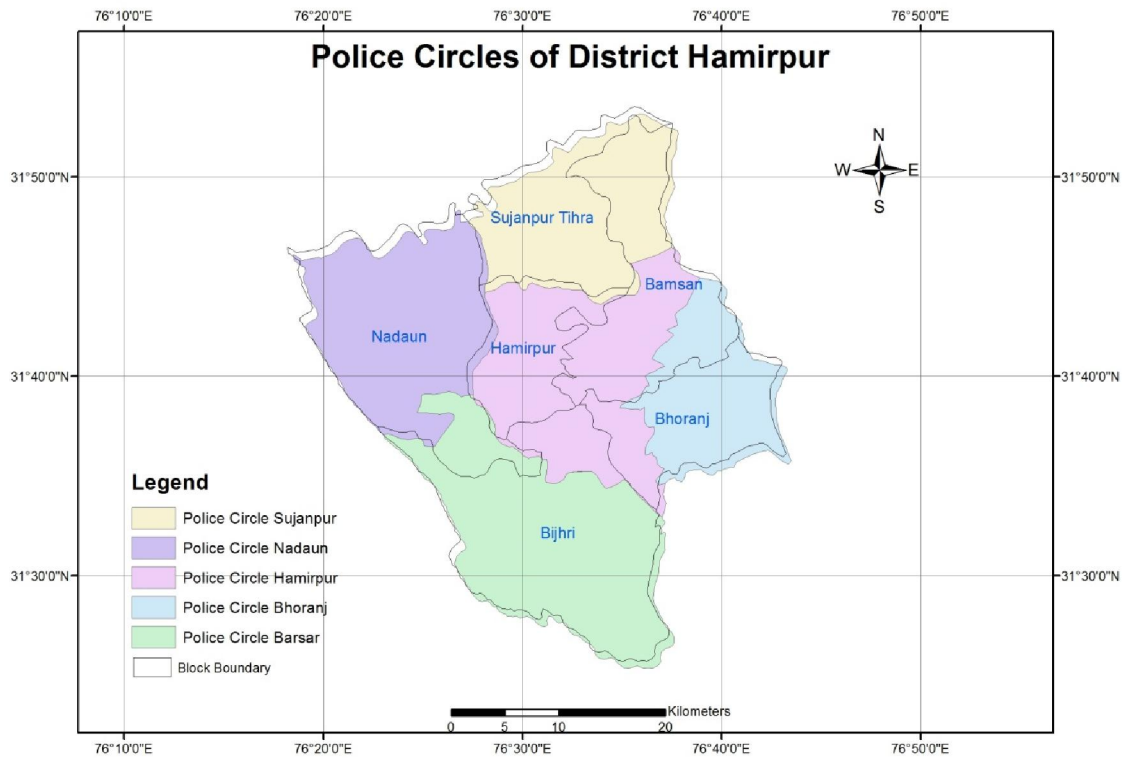 76°10'0"E 76°20'0"E 76°30'0"E 76°40'0"E 76°50'0"E
Police Circles of District Hamirpur
N
W E
S
31°50'0"N 31°50'0"N
Sujanpur Tihra
Bamsan
Nadaun
Hamirpur
31°40'0"N 31°40'0"N
Bhoranj
Legend
Police Circle Sujanpur
Police Circle Nadaun
Police Circle Hamirpur
Police Circle Bhoranj
Police Circle Barsar
Block Boundary
Bijhri
31°30'0"N 31°30'0"N
Kilometers
0 5 10 20
76°10'0"E 76°20'0"E 76°30'0"E 76°40'0"E 76°50'0"E